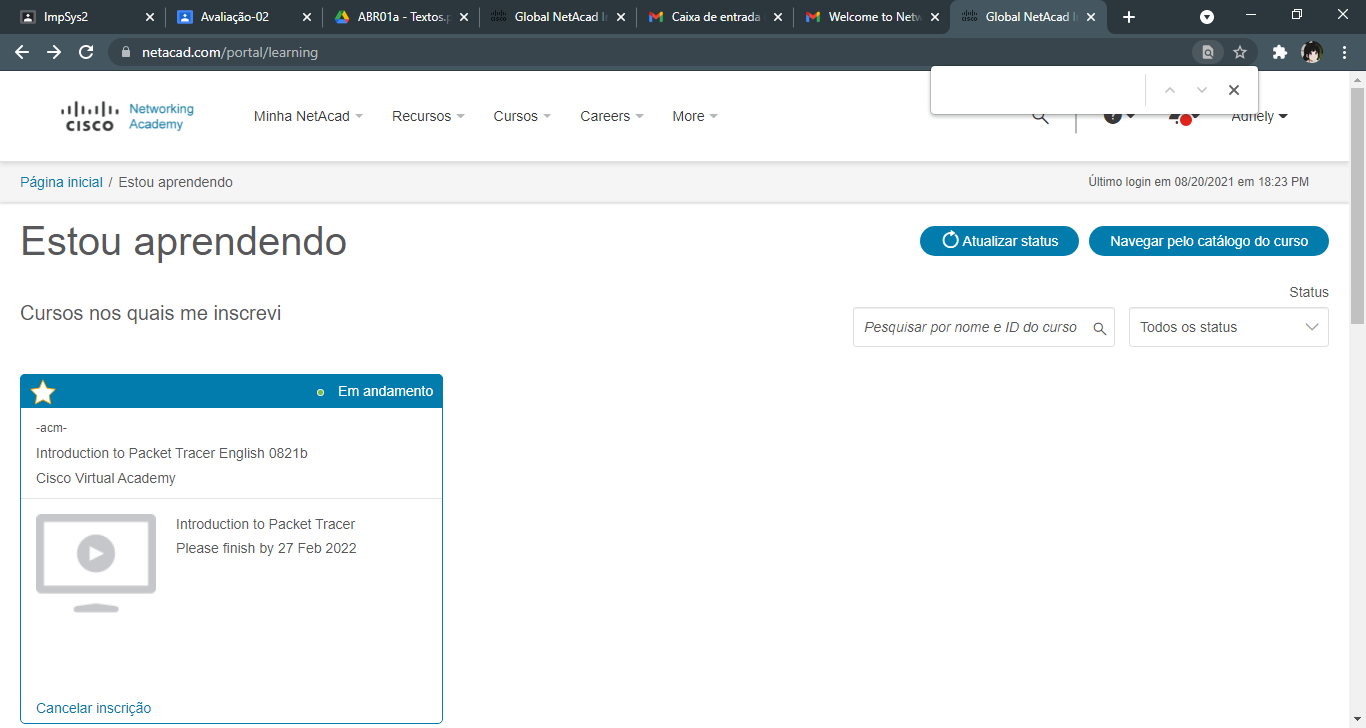 ImpSys2
Avaliação-02
ABR01a - Textos.p
Global NetAcad I
Caixa de entrada
Welcome to Netw
Global NetAcad I
netacad.com/portal/learning
CISCO Networking Academy
Minha NetAcad
Recursos
Cursos
Careers
More
Adriely
Página inicial / Estou aprendendo
Último login em 08/20/2021 em 18:23 PM
Estou aprendendo
Atualizar status
Navegar pelo catálogo do curso
Cursos nos quais me inscrevi
Status
Pesquisar por nome e ID do curso
Todos os status
Em andamento
-acm-
Introduction to Packet Tracer English 0821b
Cisco Virtual Academy
Introduction to Packet Tracer
Please finish by 27 Feb 2022
Cancelar inscrição